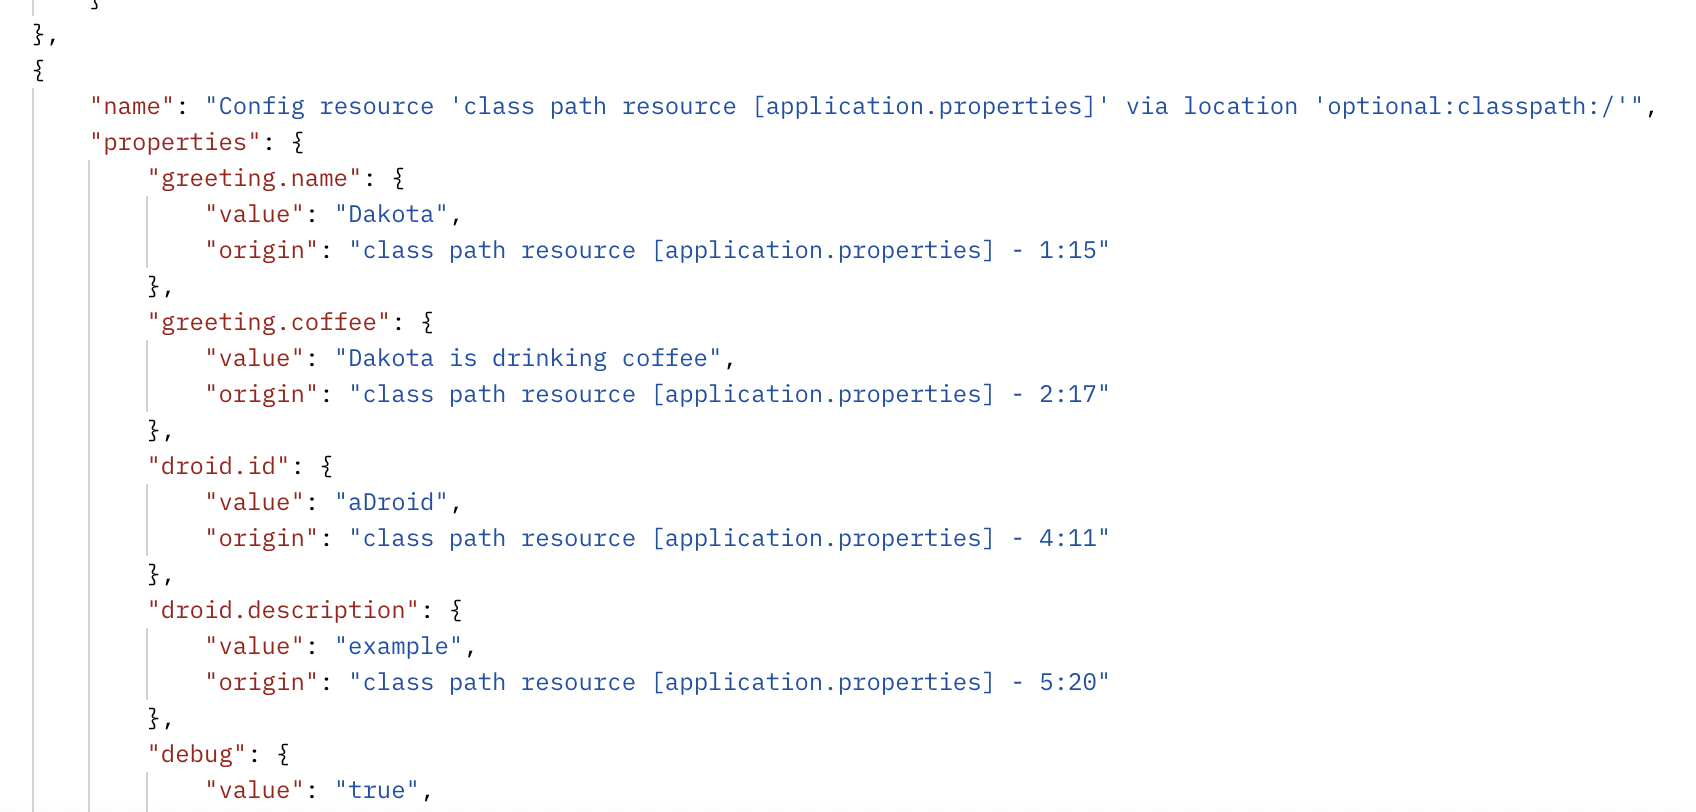 }
},
{
"name": "Config resource 'class path resource [application.properties]' via location 'optional:classpath:/'",
"properties": {
"greeting.name": {
"value": "Dakota",
"origin": "class path resource [application.properties] - 1:15"
},
"greeting.coffee": {
"value": "Dakota is drinking coffee",
"origin": "class path resource [application.properties] - 2:17"
},
"droid.id": {
"value": "aDroid",
"origin": "class path resource [application.properties] - 4:11"
},
"droid.description": {
"value": "example",
"origin": "class path resource [application.properties] - 5:20"
},
"debug": {
"value": "true",